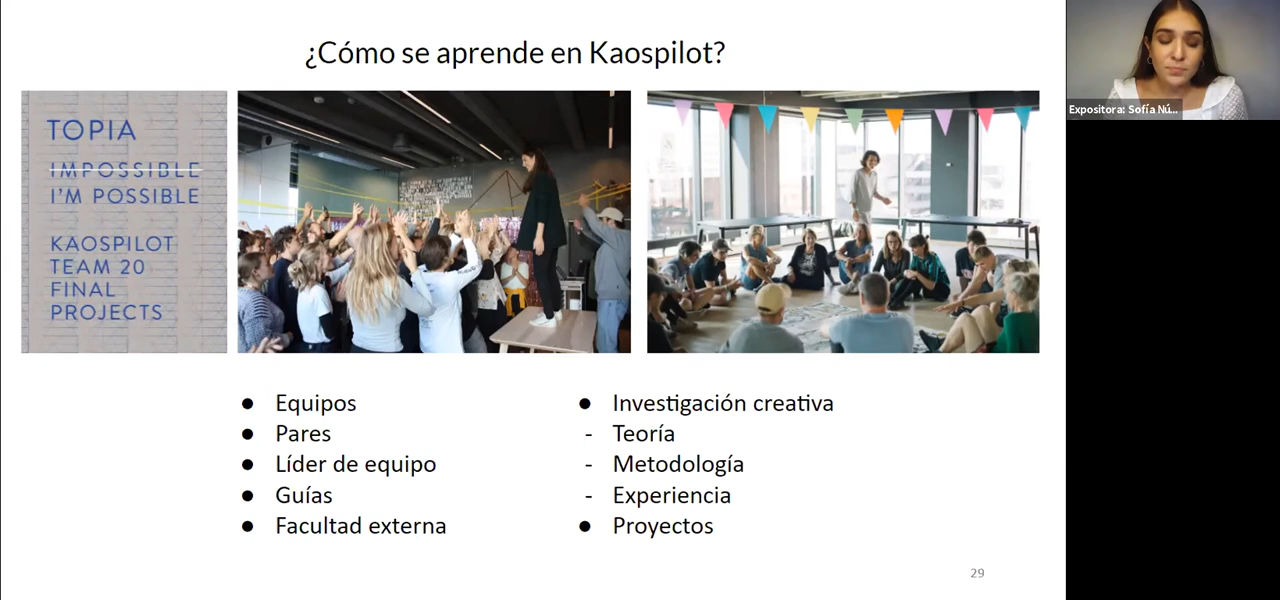 ¿Cómo se aprende en Kaospilot?
TOPIA
IMPOSSIBLE
I'M POSSIBLE
KAOSPILOT
TEAM 20
FINAL
PROJECTS
● Equipos
● Pares
● Líder de equipo
● Guías
● Facultad externa
● Investigación creativa
- Teoría
- Metodología
- Experiencia
● Proyectos
29
Expositora: Sofía Nú...